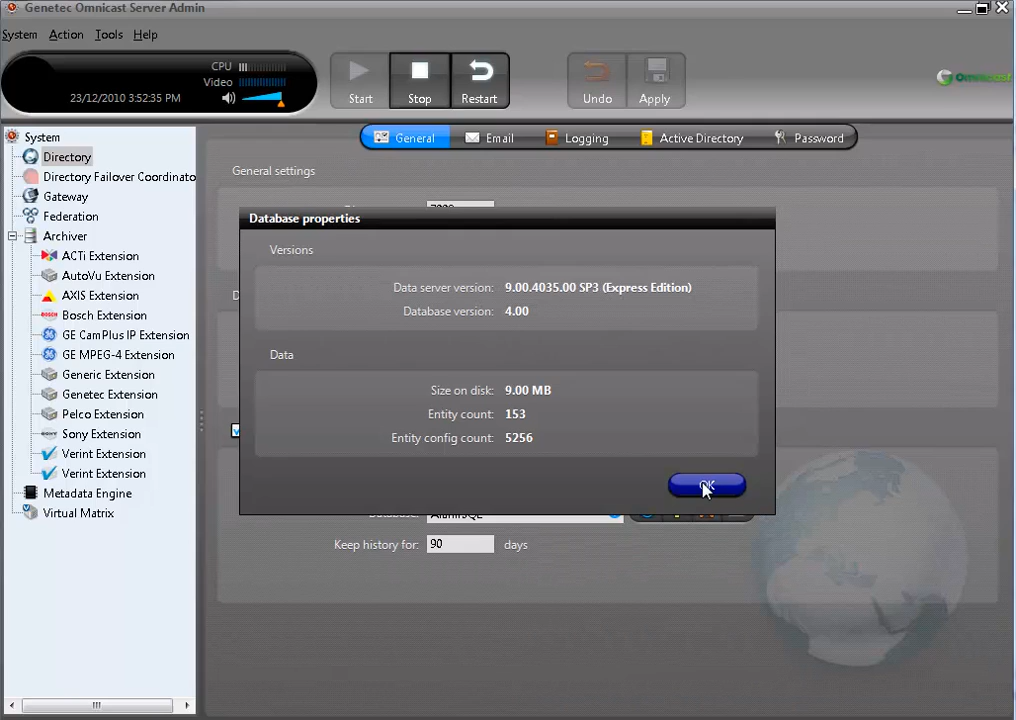 Genetec Omnicast Server Admin
System Action Tools Help
CPU
Video
23/12/2010 3:52:35 PM
Start Stop Restart Undo Apply
Omnicast
System
Directory
Directory Failover Coordinato
Gateway
Federation
Archiver
ACTi Extension
AutoVu Extension
AXIS Extension
Bosch Extension
GE CamPlus IP Extension
GE MPEG-4 Extension
Generic Extension
Genetec Extension
Pelco Extension
Sony Extension
Verint Extension
Verint Extension
Metadata Engine
Virtual Matrix
General Email Logging Active Directory Password
General settings
Database properties
Versions
Data server version: 9.00.4035.00 SP3 (Express Edition)
Database version: 4.00
Data
Size on disk: 9.00 MB
Entity count: 153
Entity config count: 5256
OK
Database:
Keep history for: 90 days